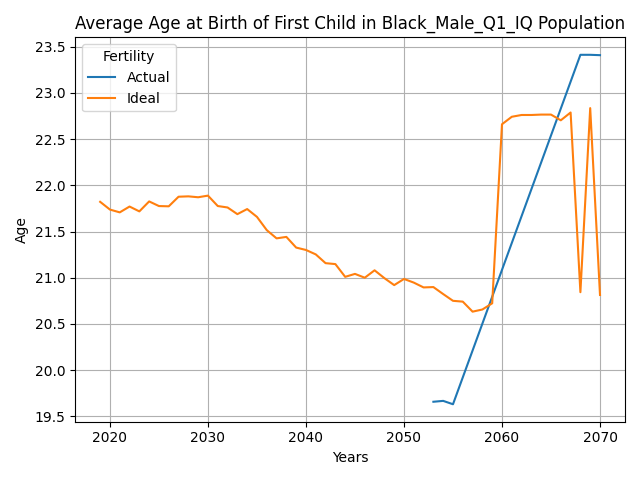 Average Age at Birth of First Child in Black_Male_Q1_IQ Population
Fertility
Actual
Ideal
Age
23.5
23.0
22.5
22.0
21.5
21.0
20.5
20.0
19.5
2020 2030 2040 2050 2060 2070
Years